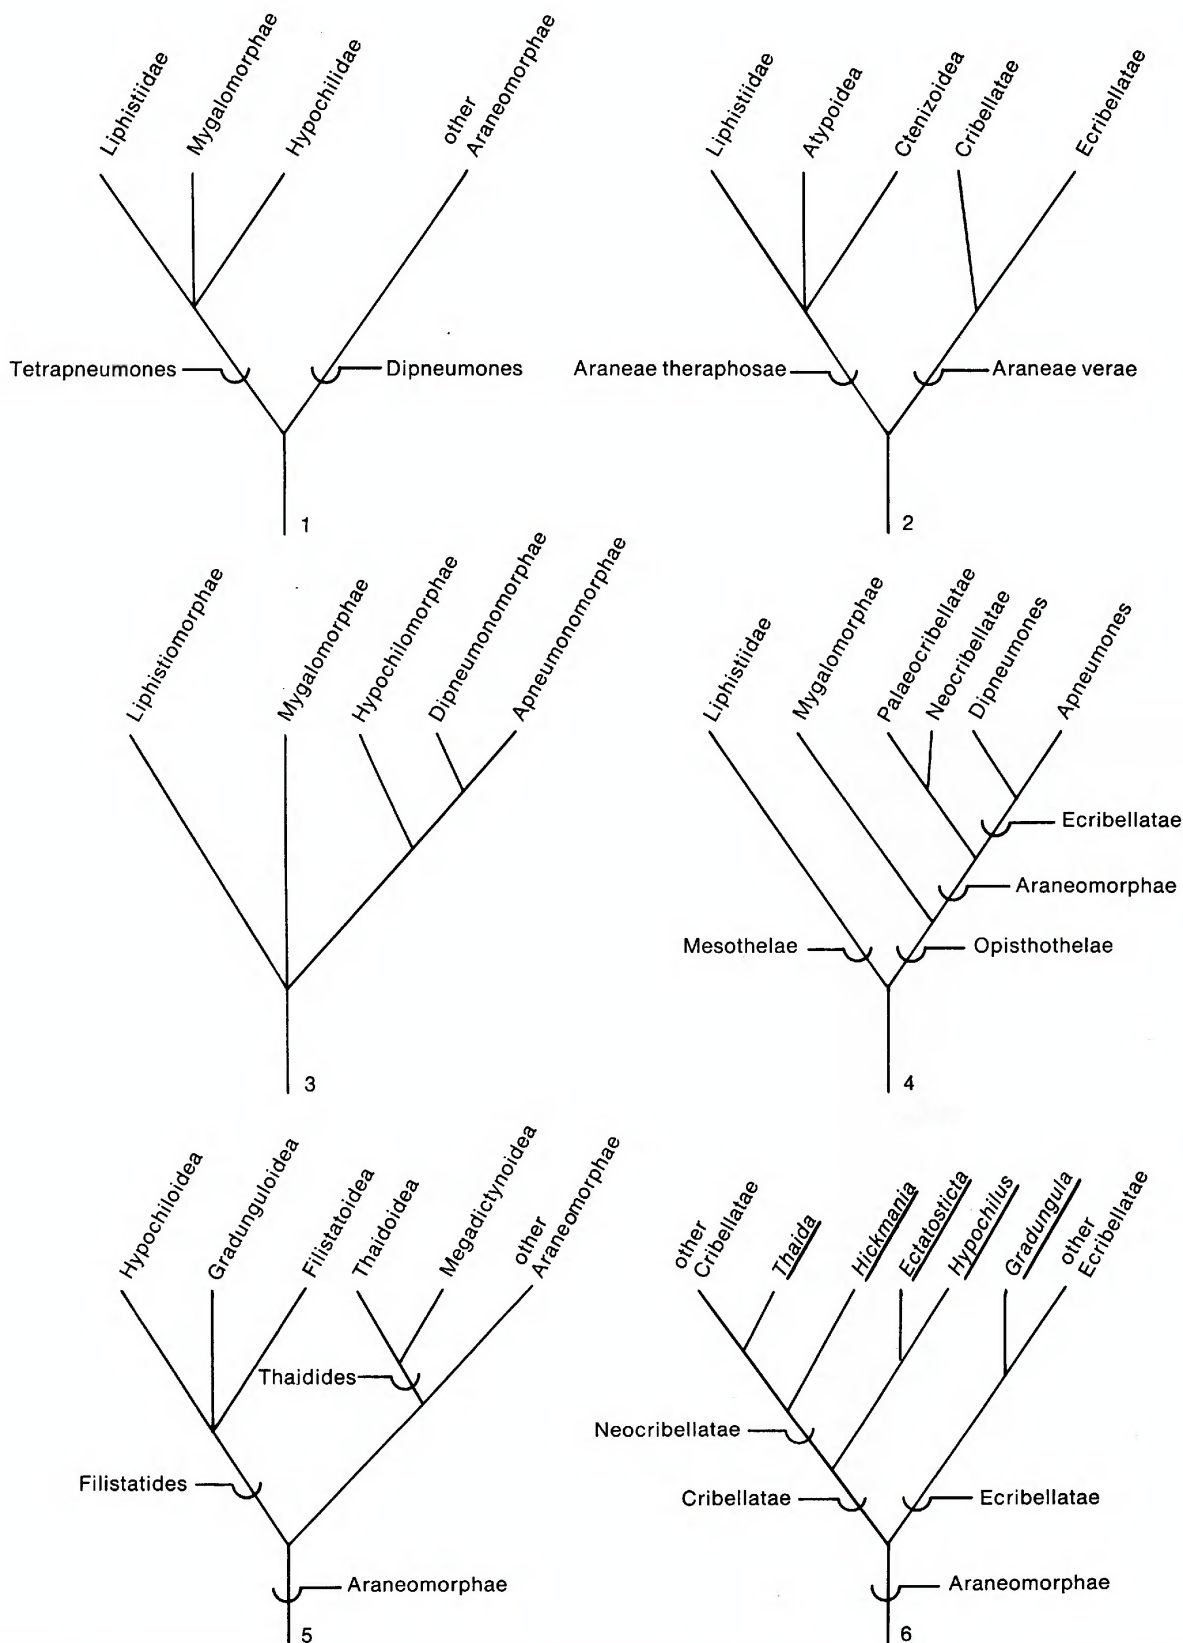 Liphistiidae
Mygalomorphae
Hypochilidae
other
Araneomorphae
Tetrapneumones
Dipneumones
1
Liphistiidae
Atypoidea
Ctenizoidea
Cribellatae
Ecribellatae
Araneae theraphosae
Araneae verae
2
Liphistiomorphae
Mygalomorphae
Hypochilomorphae
Dipneumonomorphae
Apneumonomorphae
3
Liphistiidae
Mygalomorphae
Palaeocribellatae
Neocribellatae
Dipneumones
Apneumones
Ecribellatae
Araneomorphae
Mesothelae
Opisthothelae
4
Hypochiloidea
Gradunguloidea
Filistatoidea
Thaidoidea
Megadictynoidea
other
Araneomorphae
Thaidides
Filistatides
Araneomorphae
5
other
Cribellatae
Thaida
Hickmania
Ectatosticta
Hypochilus
Gradungula
other
Ecribellatae
Neocribellatae
Cribellatae
Ecribellatae
Araneomorphae
6